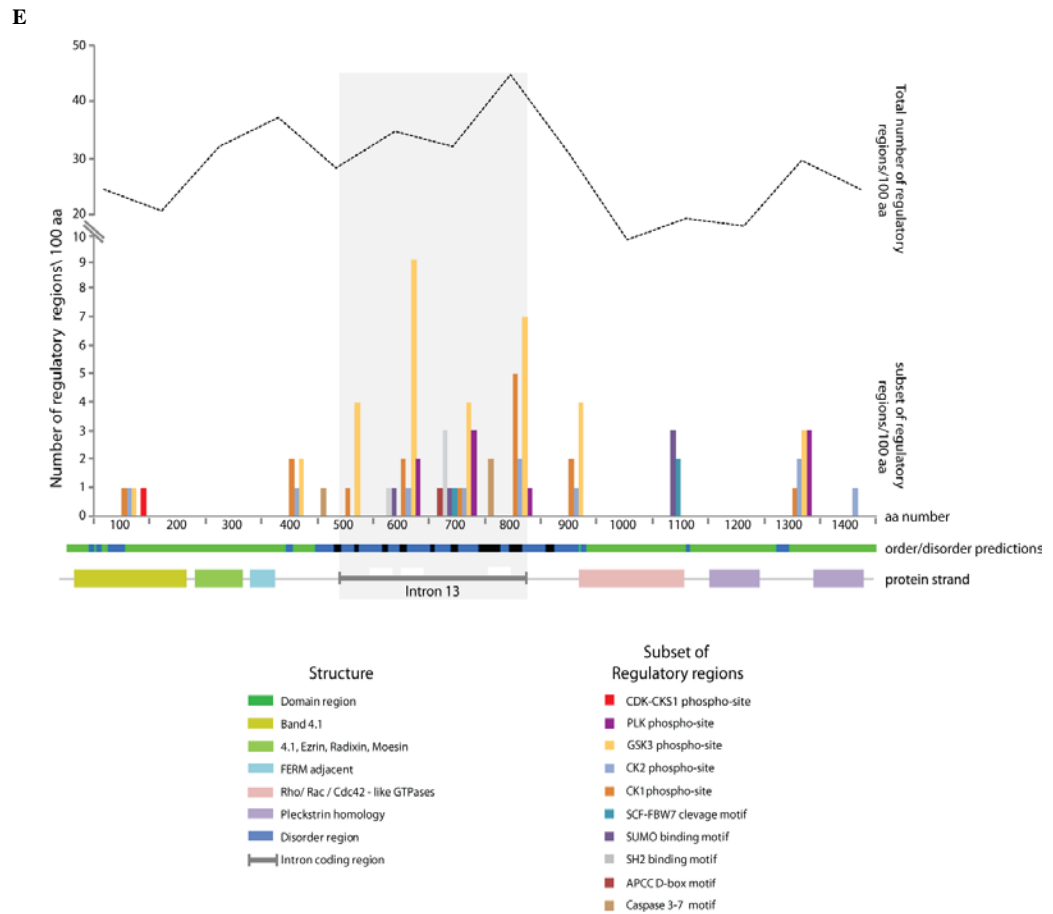 E
50
40
30
20
10
9
8
7
6
5
4
3
2
1
0
Number of regulatory regions\ 100 aa
Total number of regulatory
regions/100 aa
subset of regulatory
regions/100 aa
100 200 300 400 500 600 700 800 900 1000 1100 1200 1300 1400
aa number
order/disorder predictions
protein strand
Intron 13
Structure
Domain region
Band 4.1
4.1, Ezrin, Radixin, Moesin
FERM adjacent
Rho/ Rac / Cdc42 - like GTPases
Pleckstrin homology
Disorder region
Intron coding region
Subset of
Regulatory regions
CDK-CKS1 phospho-site
PLK phospho-site
GSK3 phospho-site
CK2 phospho-site
CK1phospho-site
SCF-FBW7 clevage motif
SUMO binding motif
SH2 binding motif
APCC D-box motif
Caspase 3-7 motif